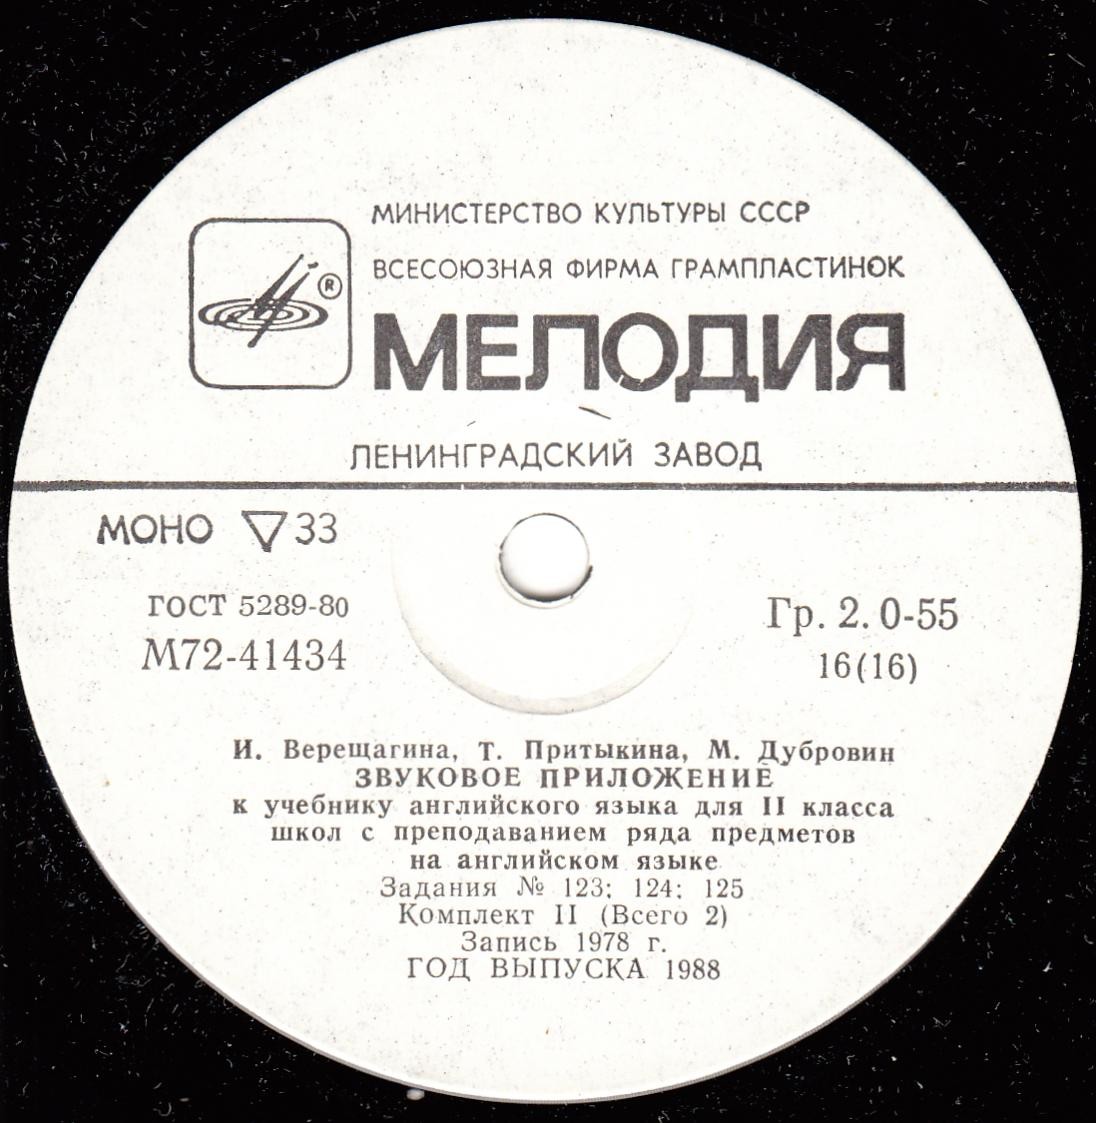 МИНИСТЕРСТВО КУЛЬТУРЫ СССР
ВСЕСОЮЗНАЯ ФИРМА ГРАМПЛАСТИНОК
®
МЕЛОДИЯ
ЛЕНИНГРАДСКИЙ ЗАВОД
МОНО ▽ 33
ГОСТ 5289-80
М72-41434
Гр. 2. 0-55
16(16)
И. Верещагина, Т. Притыкина, М. Дубровин
ЗВУКОВОЕ ПРИЛОЖЕНИЕ
к учебнику английского языка для II класса
школ с преподаванием ряда предметов
на английском языке
Задания № 123; 124; 125
Комплект II (Всего 2)
Запись 1978 г.
ГОД ВЫПУСКА 1988